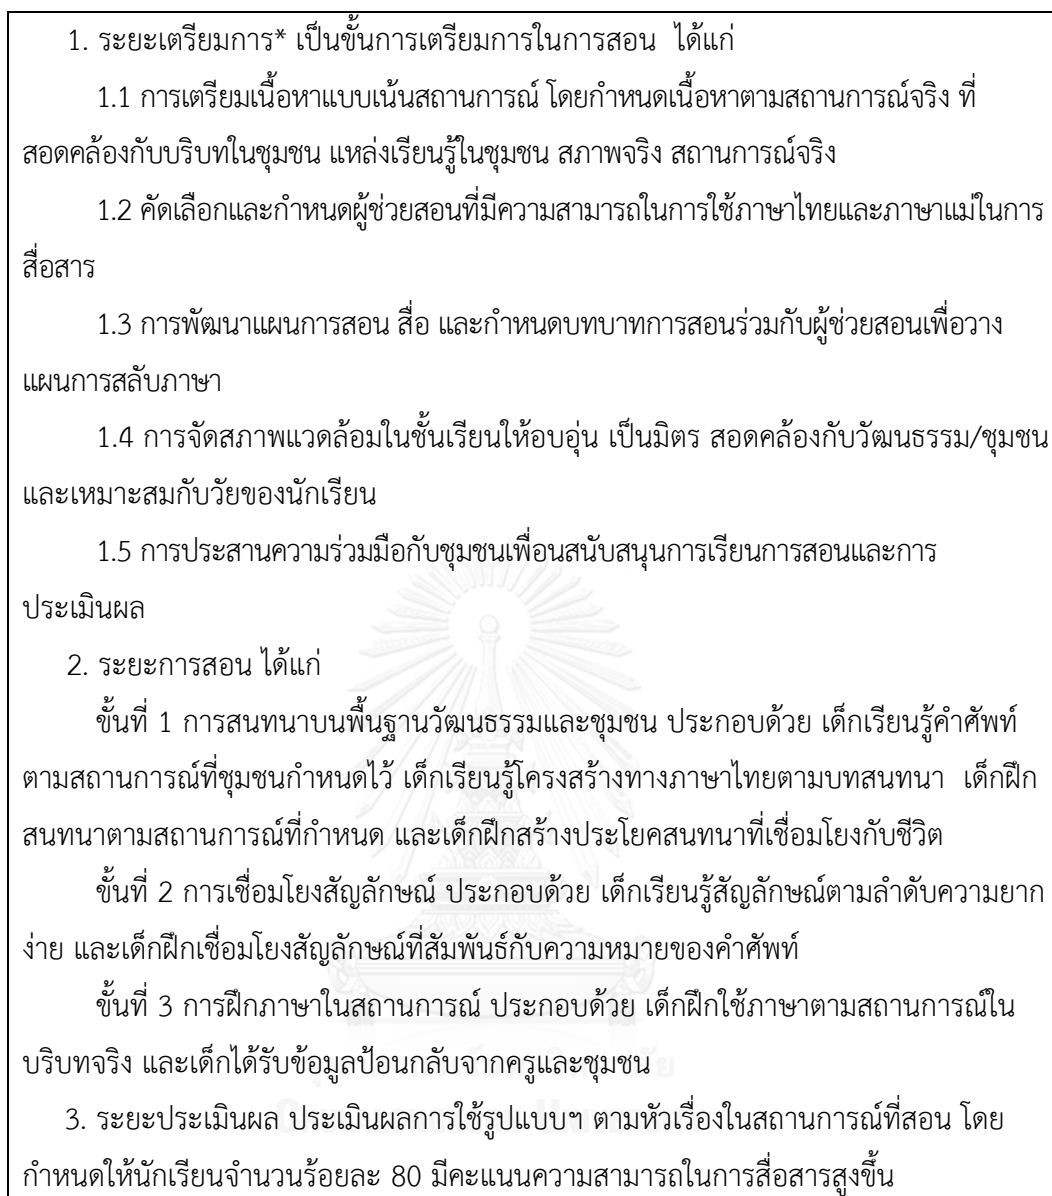 1. ระยะเตรียมการ* เป็นขั้นการเตรียมการในการสอน ได้แก่
1.1 การเตรียมเนื้อหาแบบเน้นสถานการณ์ โดยกำหนดเนื้อหาตามสถานการณ์จริง ที่
สอดคล้องกับบริบทในชุมชน แหล่งเรียนรู้ในชุมชน สภาพจริง สถานการณ์จริง
1.2 คัดเลือกและกำหนดผู้ช่วยสอนที่มีความสามารถในการใช้ภาษาไทยและภาษาแม่ในการ
สื่อสาร
1.3 การพัฒนาแผนการสอน สื่อ และกำหนดบทบาทการสอนร่วมกับผู้ช่วยสอนเพื่อวาง
แผนการสลับภาษา
1.4 การจัดสภาพแวดล้อมในชั้นเรียนให้อบอุ่น เป็นมิตร สอดคล้องกับวัฒนธรรม/ชุมชน
และเหมาะสมกับวัยของนักเรียน
1.5 การประสานความร่วมมือกับชุมชนเพื่อนสนับสนุนการเรียนการสอนและการ
ประเมินผล
2. ระยะการสอน ได้แก่
ขั้นที่ 1 การสนทนาบนพื้นฐานวัฒนธรรมและชุมชน ประกอบด้วย เด็กเรียนรู้คำศัพท์
ตามสถานการณ์ที่ชุมชนกำหนดไว้ เด็กเรียนรู้โครงสร้างทางภาษาไทยตามบทสนทนา เด็กฝึก
สนทนาตามสถานการณ์ที่กำหนด และเด็กฝึกสร้างประโยคสนทนาที่เชื่อมโยงกับชีวิต
ขั้นที่ 2 การเชื่อมโยงสัญลักษณ์ ประกอบด้วย เด็กเรียนรู้สัญลักษณ์ตามลำดับความยาก
ง่าย และเด็กฝึกเชื่อมโยงสัญลักษณ์ที่สัมพันธ์กับความหมายของคำศัพท์
ขั้นที่ 3 การฝึกภาษาในสถานการณ์ ประกอบด้วย เด็กฝึกใช้ภาษาตามสถานการณ์ใน
บริบทจริง และเด็กได้รับข้อมูลป้อนกลับจากครูและชุมชน
3. ระยะประเมินผล ประเมินผลการใช้รูปแบบฯ ตามหัวเรื่องในสถานการณ์ที่สอน โดย
กำหนดให้นักเรียนจำนวนร้อยละ 80 มีคะแนนความสามารถในการสื่อสารสูงขึ้น